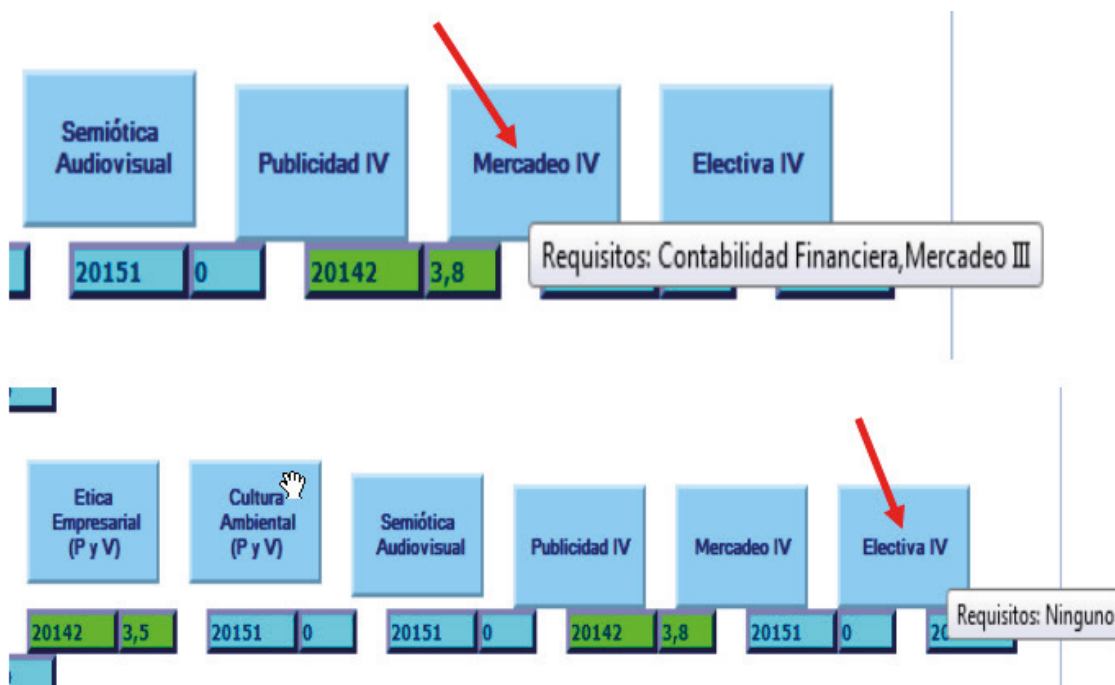 Semiótica
Audiovisual
Publicidad IV
Mercadeo IV
Electiva IV
Requisitos: Contabilidad Financiera,Mercadeo III
20151 0
20142 3,8
Etica
Empresarial
(P y V)
Cultura
Ambiental
(P y V)
Semiótica
Audiovisual
Publicidad IV
Mercadeo IV
Electiva IV
Requisitos: Ninguno
20142 3,5
20151 0
20151 0
20142 3,8
20151 0